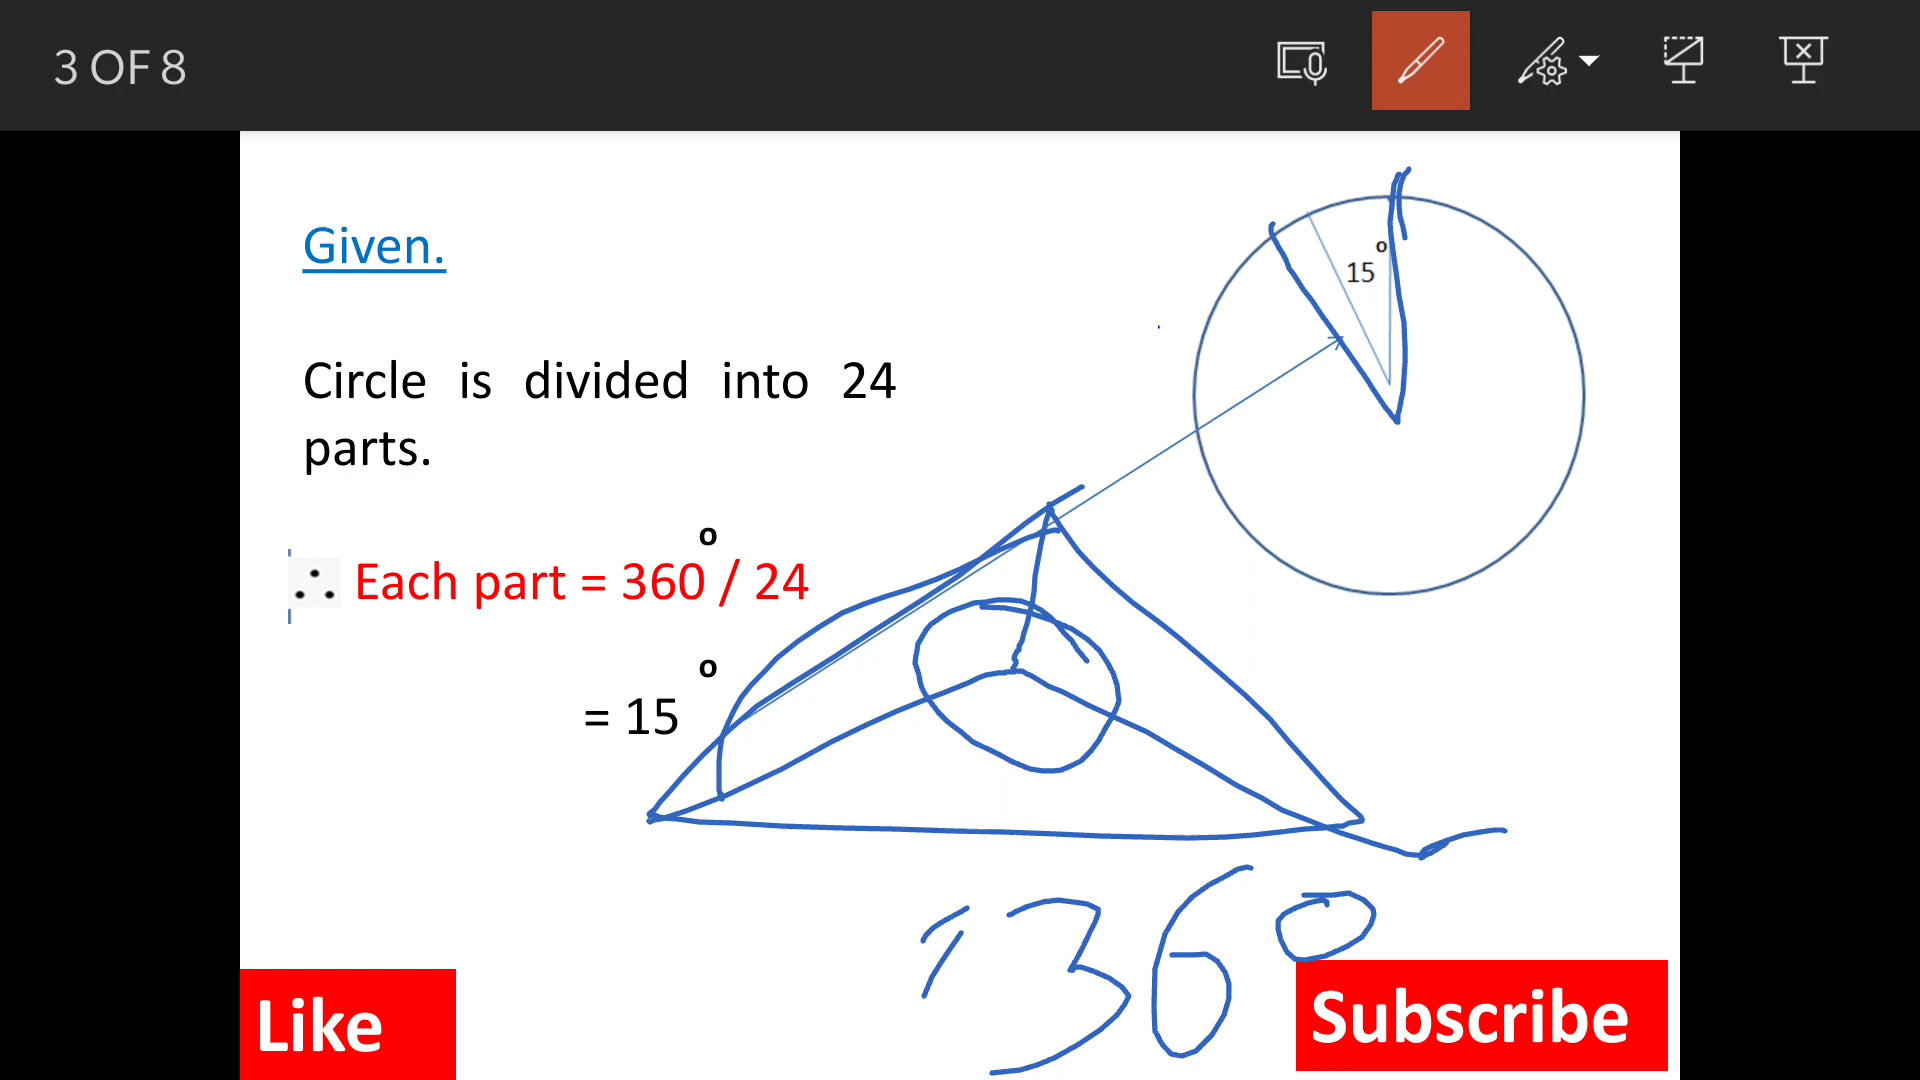 3 OF 8
Given.
15°
Circle is divided into 24
parts.
∴ Each part = 360° / 24
= 15°
360
Like
Subscribe